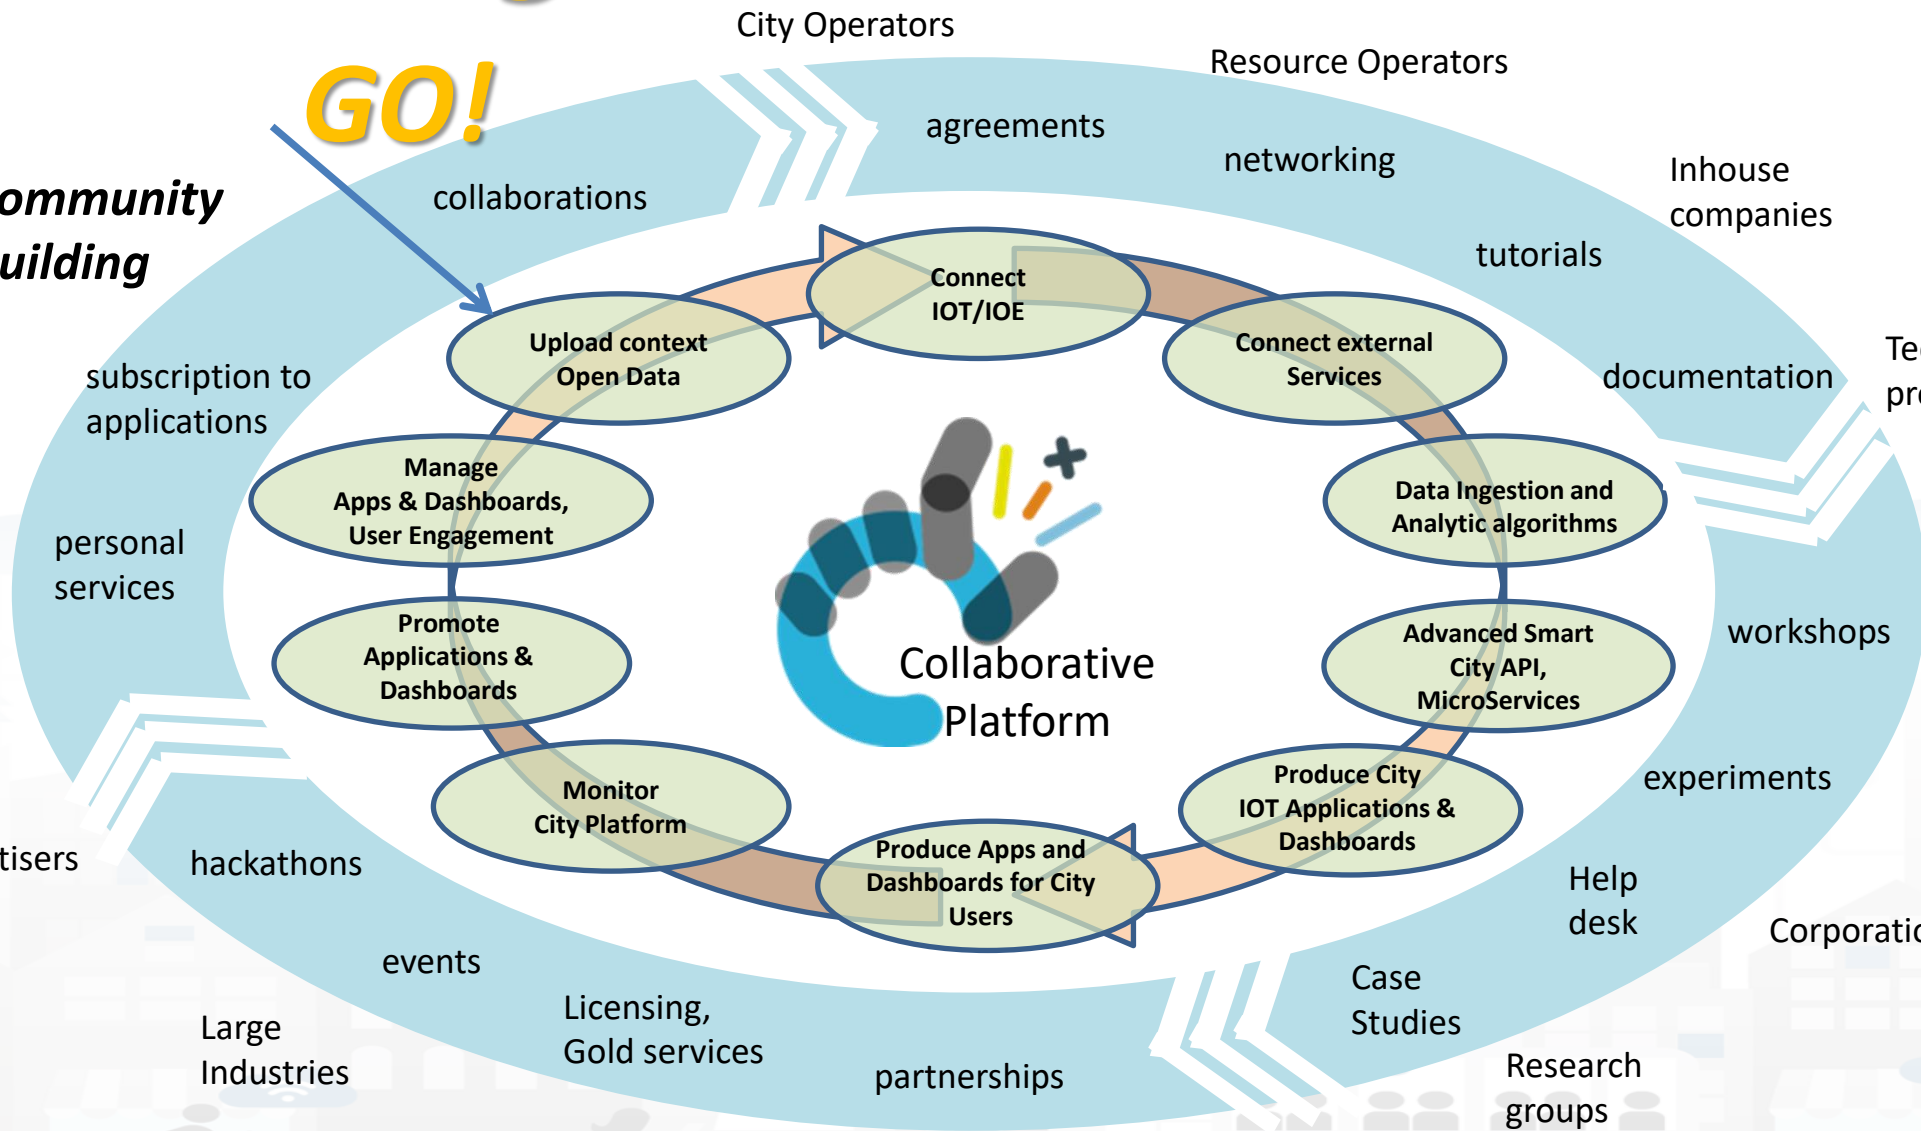 City Operators
Resource Operators
GO!
agreements
networking
Inhouse
companies
collaborations
ommunity
uilding
tutorials
Connect
IOT/IOE
Upload context
Open Data
Connect external
Services
documentation
subscription to
applications
Manage
Apps & Dashboards,
User Engagement
Data Ingestion and
Analytic algorithms
personal
services
Promote
Applications &
Dashboards
Collaborative
Platform
Advanced Smart
City API,
MicroServices
workshops
Monitor
City Platform
Produce City
IOT Applications &
Dashboards
experiments
Produce Apps and
Dashboards for City
Users
tisers
hackathons
Help
desk
Corporatio
events
Case
Studies
Licensing,
Gold services
Large
Industries
partnerships
Research
groups